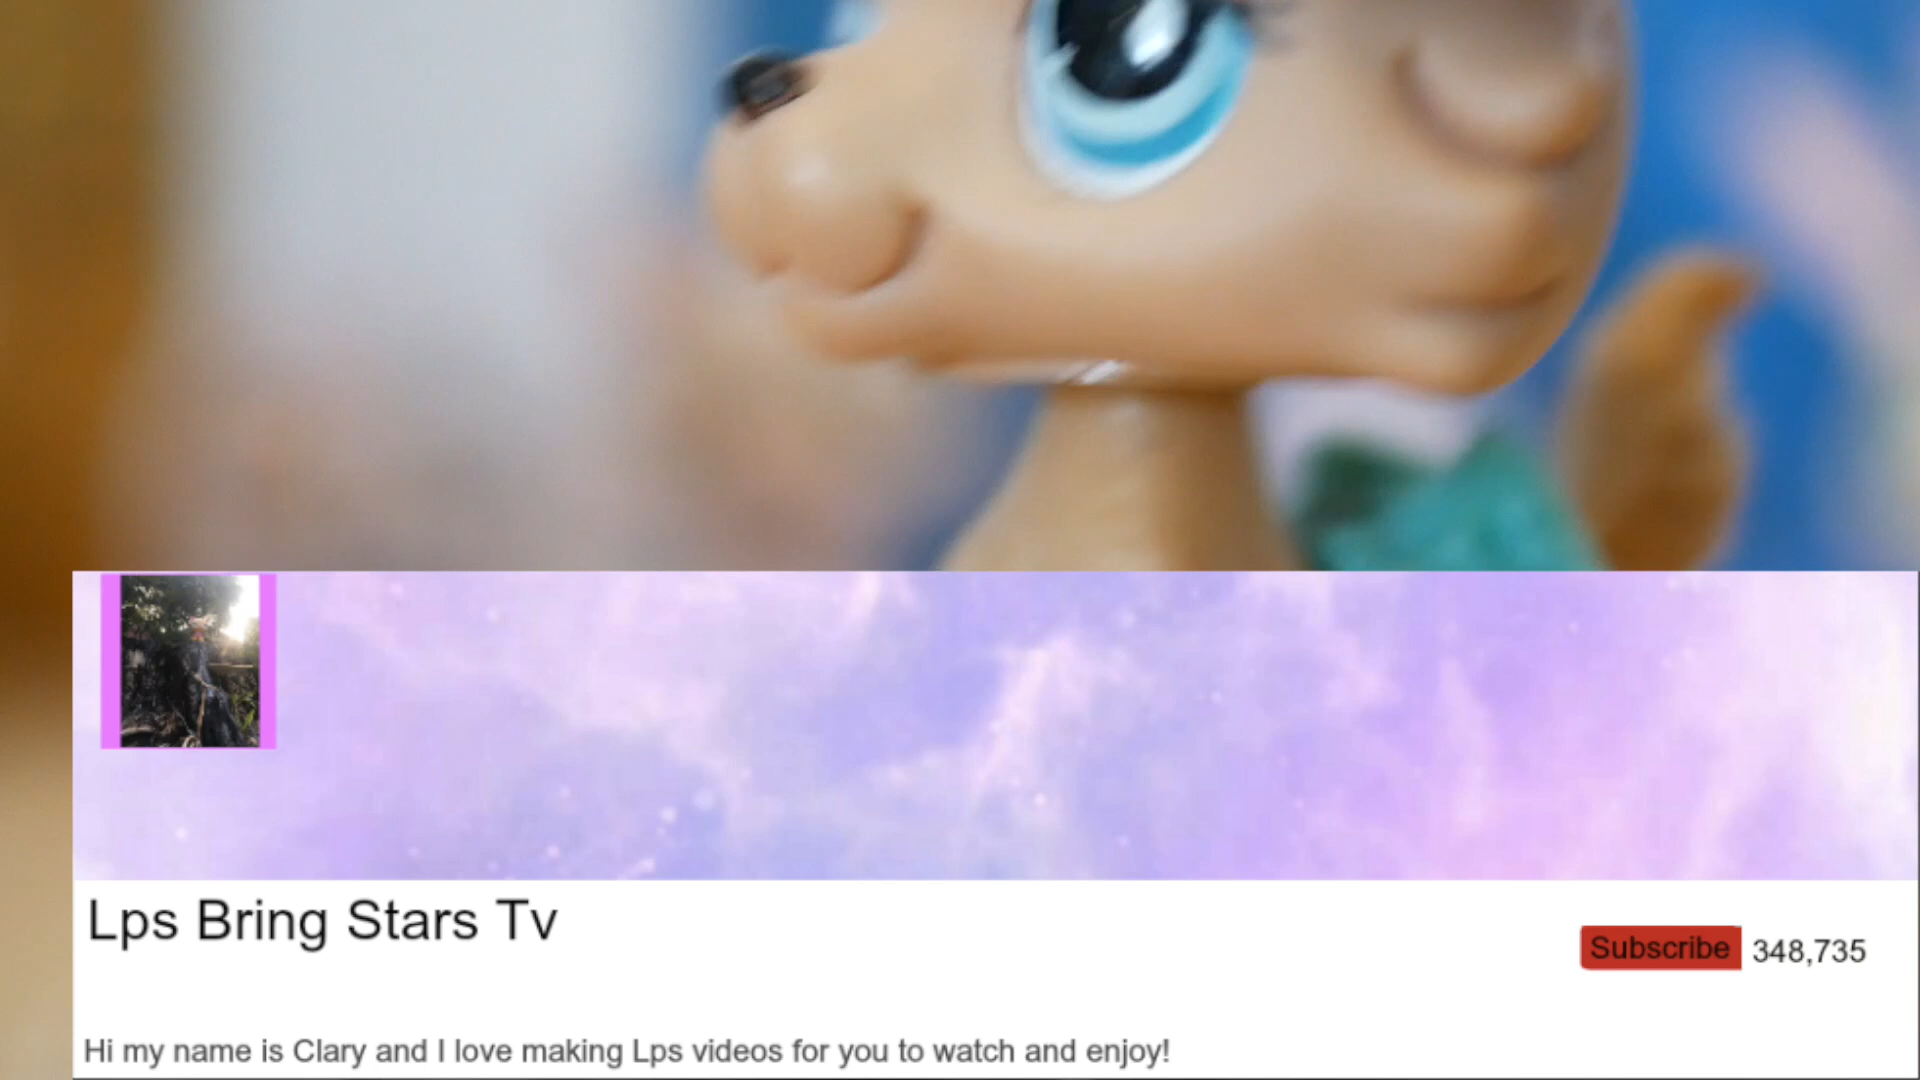 Lps Bring Stars Tv
Subscribe 348,735
Hi my name is Clary and I love making Lps videos for you to watch and enjoy!